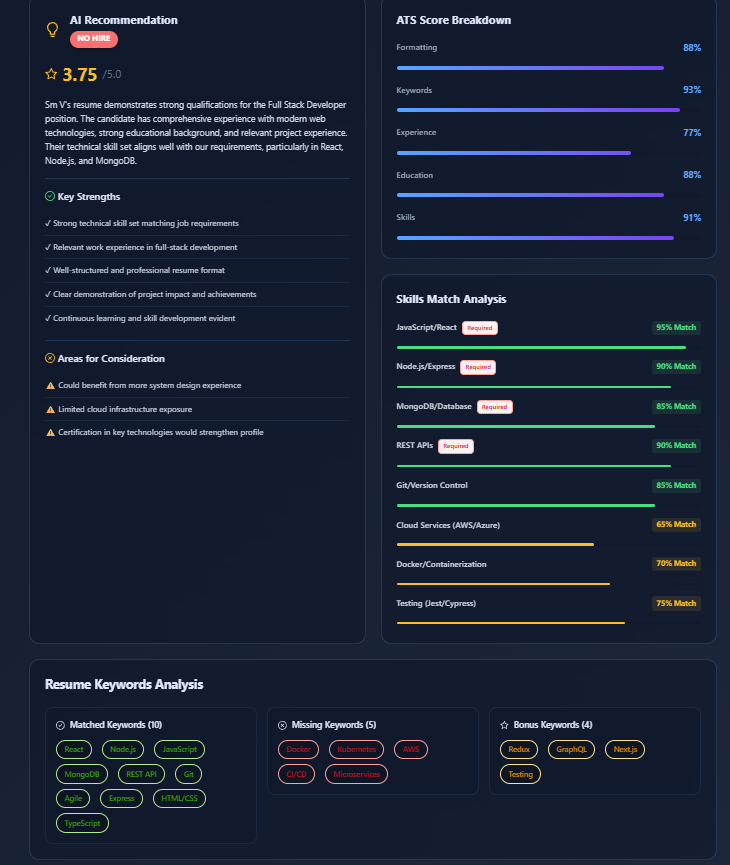 AI Recommendation
NO HIRE
3.75 /5.0
Sm V's resume demonstrates strong qualifications for the Full Stack Developer
position. The candidate has comprehensive experience with modern web
technologies, strong educational background, and relevant project experience.
Their technical skill set aligns well with our requirements, particularly in React,
Node.js, and MongoDB.
Key Strengths
✓ Strong technical skill set matching job requirements
✓ Relevant work experience in full-stack development
✓ Well-structured and professional resume format
✓ Clear demonstration of project impact and achievements
✓ Continuous learning and skill development evident
Areas for Consideration
⚠ Could benefit from more system design experience
⚠ Limited cloud infrastructure exposure
⚠ Certification in key technologies would strengthen profile
ATS Score Breakdown
Formatting 88%
Keywords 93%
Experience 77%
Education 88%
Skills 91%
Skills Match Analysis
JavaScript/React Required 95% Match
Node.js/Express Required 90% Match
MongoDB/Database Required 85% Match
REST APIs Required 90% Match
Git/Version Control 85% Match
Cloud Services (AWS/Azure) 65% Match
Docker/Containerization 70% Match
Testing (Jest/Cypress) 75% Match
Resume Keywords Analysis
Matched Keywords (10)
React Node.js JavaScript
MongoDB REST API Git
Agile Express HTML/CSS
TypeScript
Missing Keywords (5)
Docker Kubernetes AWS
CI/CD Microservices
Bonus Keywords (4)
Redux GraphQL Next.js
Testing